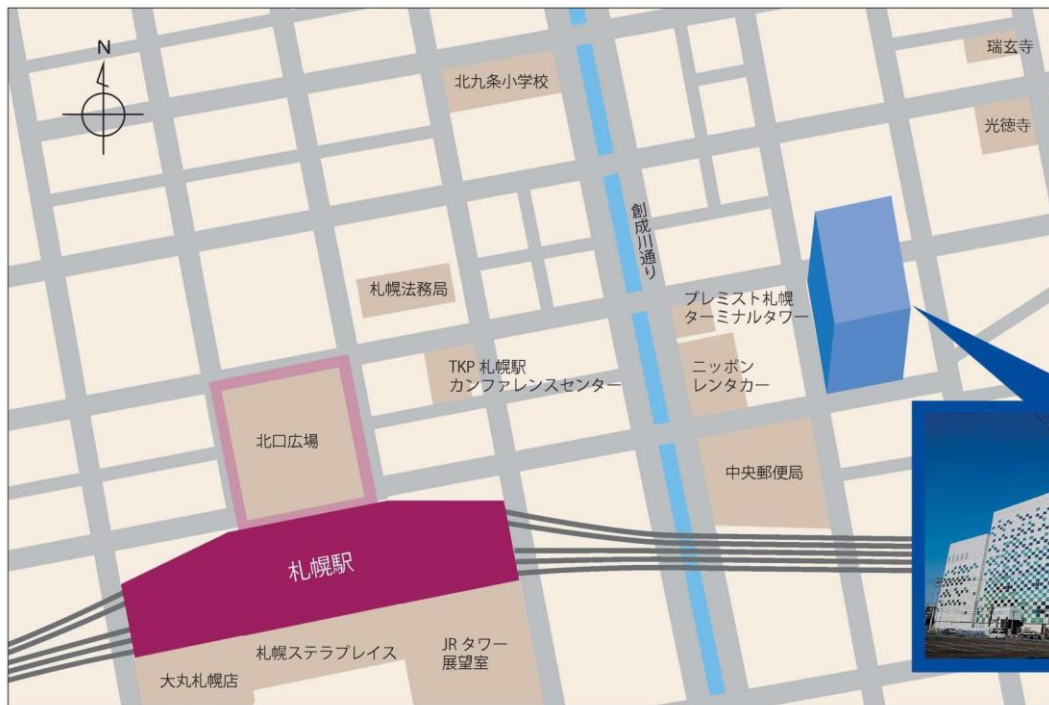 N
北九条小学校
瑞玄寺
光徳寺
創成川通り
札幌法務局
プレミスト札幌
ターミナルタワー
TKP 札幌駅
カンファレンスセンター
ニッポン
レンタカー
北口広場
中央郵便局
札幌駅
札幌ステラプレイス
JR タワー
展望室
大丸札幌店